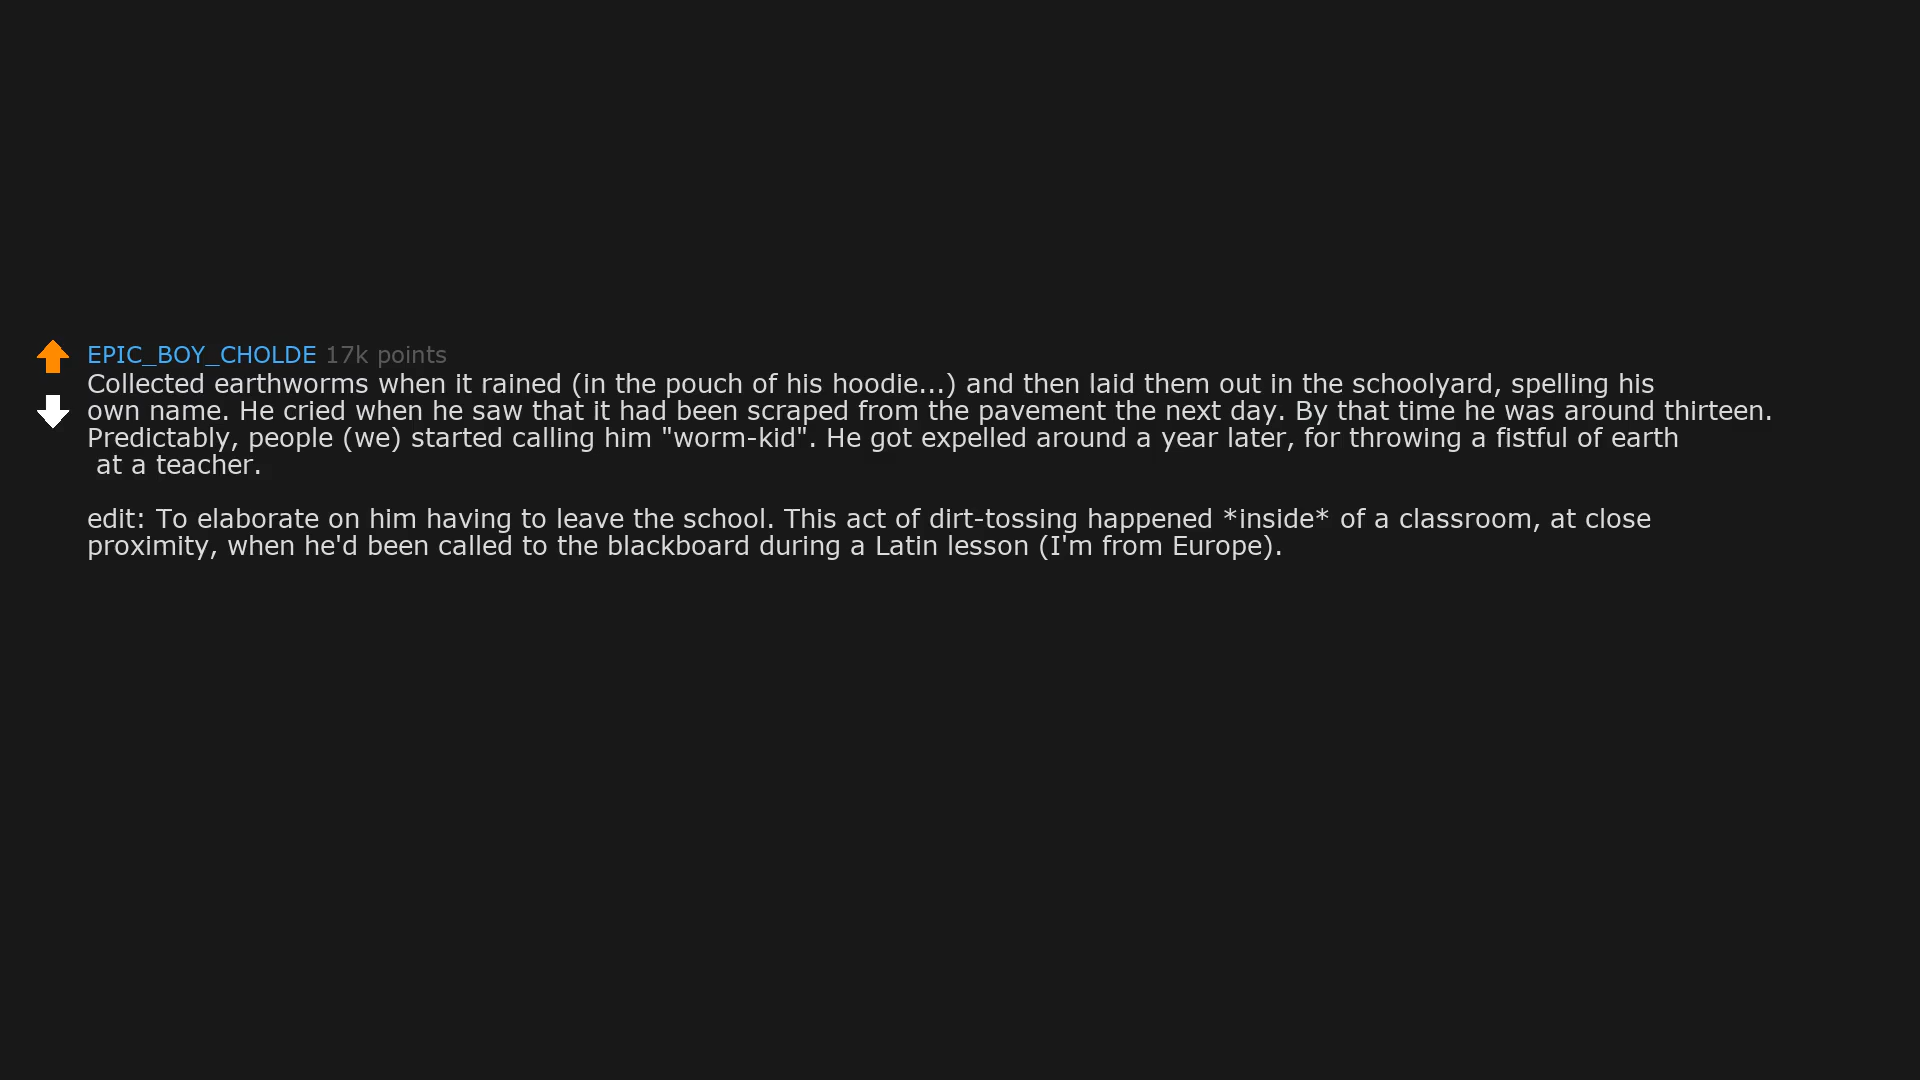 EPIC_BOY_CHOLDE 17k points
Collected earthworms when it rained (in the pouch of his hoodie...) and then laid them out in the schoolyard, spelling his
own name. He cried when he saw that it had been scraped from the pavement the next day. By that time he was around thirteen.
Predictably, people (we) started calling him "worm-kid". He got expelled around a year later, for throwing a fistful of earth
at a teacher.
edit: To elaborate on him having to leave the school. This act of dirt-tossing happened *inside* of a classroom, at close
proximity, when he'd been called to the blackboard during a Latin lesson (I'm from Europe).